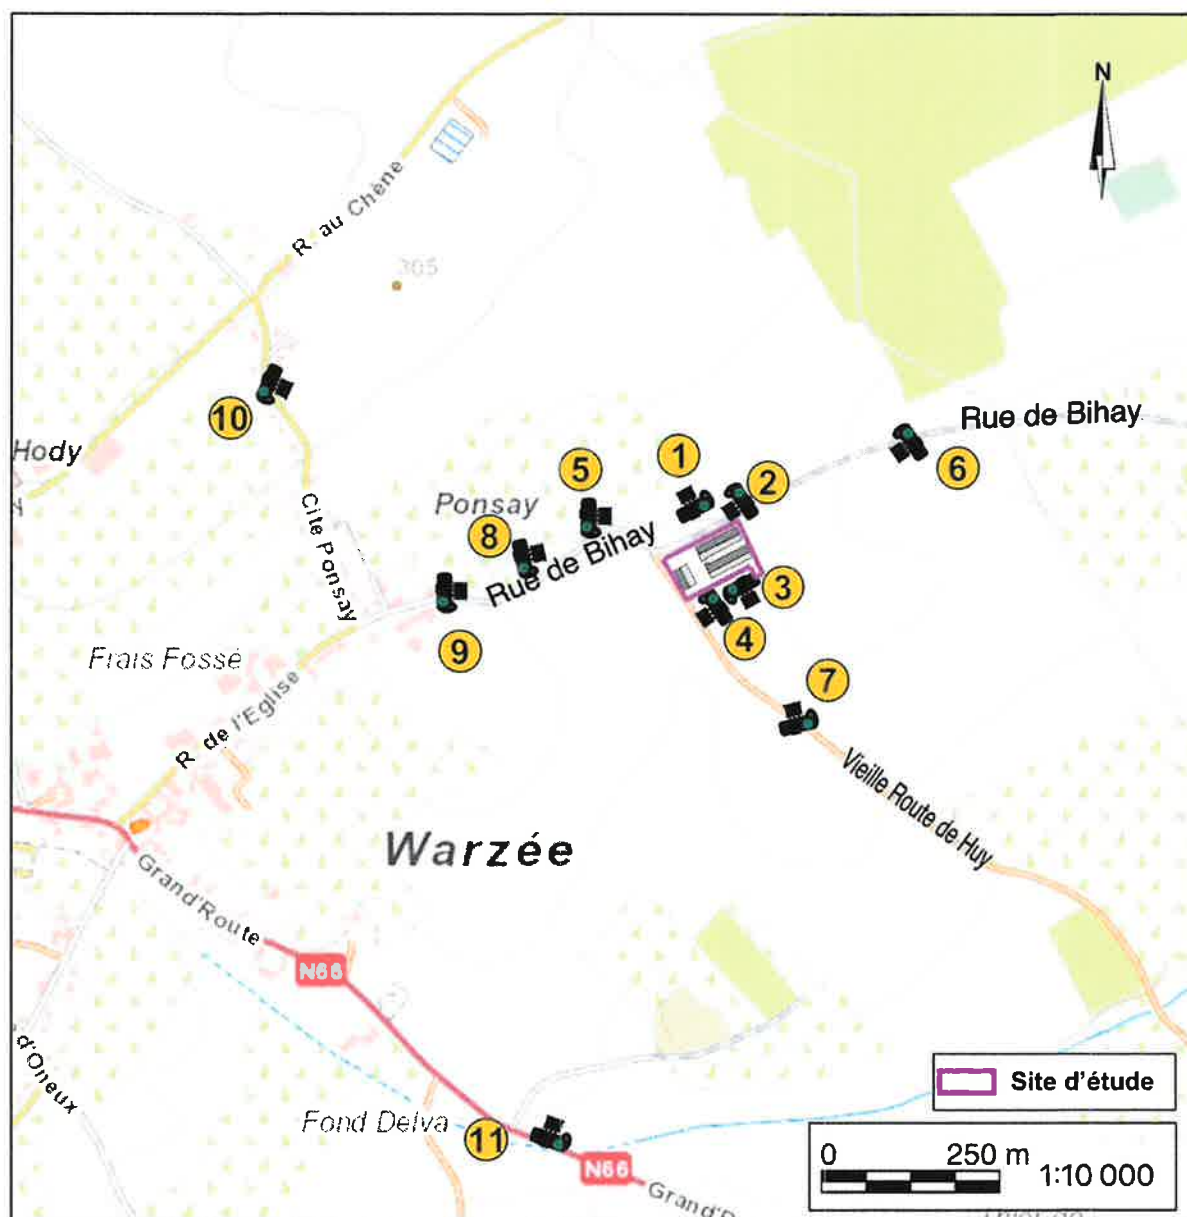 N
R. au Chêne
305
10
Hody
Rue de Bihay
6
1
2
5
Ponsay
8
Cité Ponsay
Rue de Bihay
3
4
9
Frais Fossé
7
R. de l'Eglise
Vieille Route de Huy
Warzée
Grand'Route
N66
d'Oneux
Fond Delva
11
N66
Site d'étude
0 250 m
1:10 000